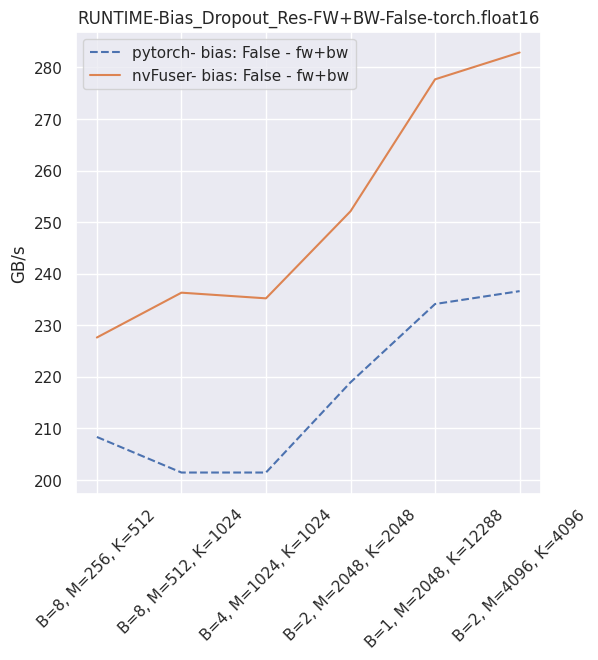 RUNTIME-Bias_Dropout_Res-FW+BW-False-torch.float16
pytorch- bias: False - fw+bw
nvFuser- bias: False - fw+bw
GB/s
280
270
260
250
240
230
220
210
200
B=8, M=256, K=512
B=8, M=512, K=1024
B=4, M=1024, K=1024
B=2, M=2048, K=2048
B=1, M=2048, K=12288
B=2, M=4096, K=4096